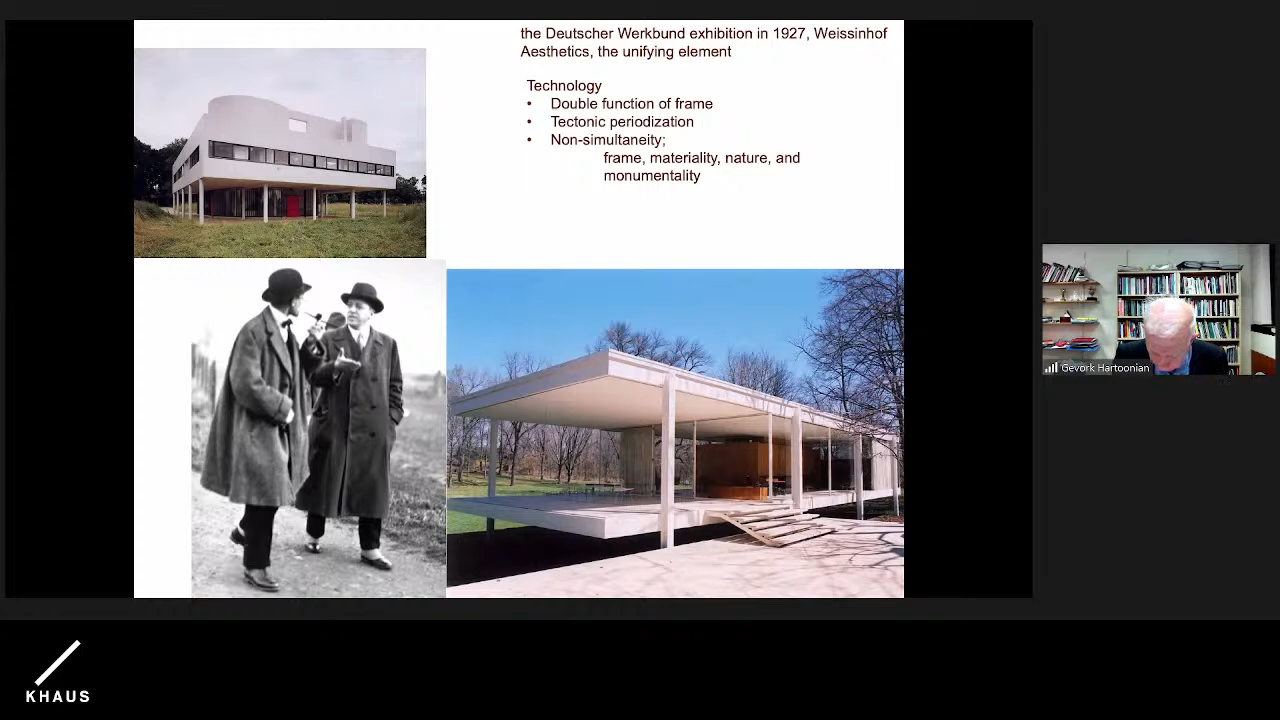 the Deutscher Werkbund exhibition in 1927, Weissinhof
Aesthetics, the unifying element
Technology
• Double function of frame
• Tectonic periodization
• Non-simultaneity;
frame, materiality, nature, and
monumentality
Gevork Hartoonian
KHAUS